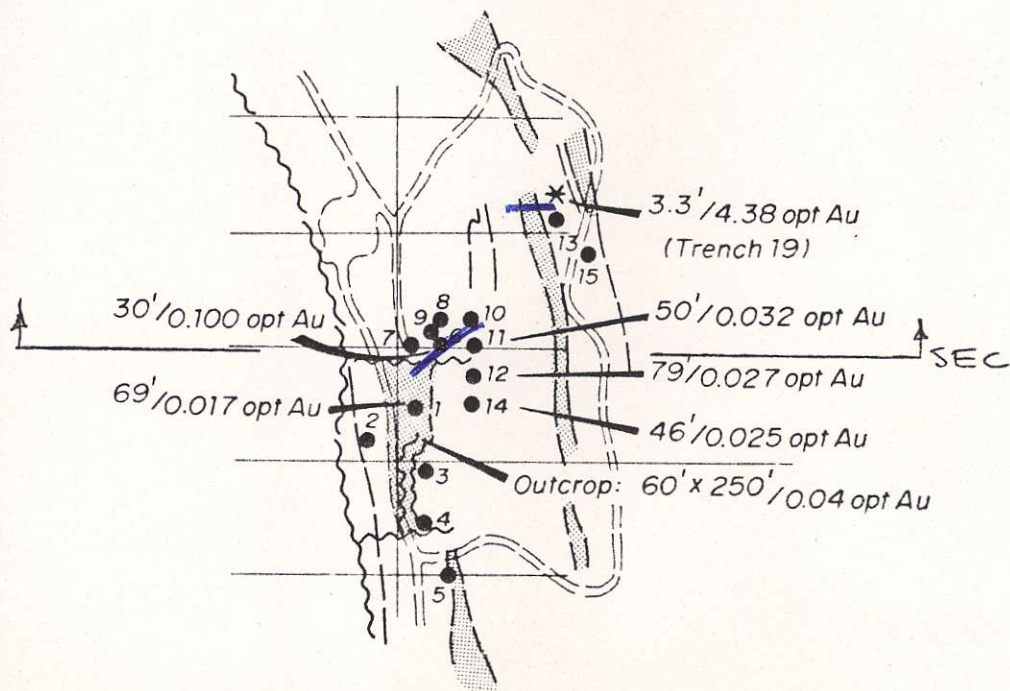 3.3'/4.38 opt Au
(Trench 19)
13
15
30'/0.100 opt Au
8
10
9
7
6
11
50'/0.032 opt Au
SEC
12
79'/0.027 opt Au
69'/0.017 opt Au
1
14
46'/0.025 opt Au
2
3
Outcrop: 60' x 250'/0.04 opt Au
4
5